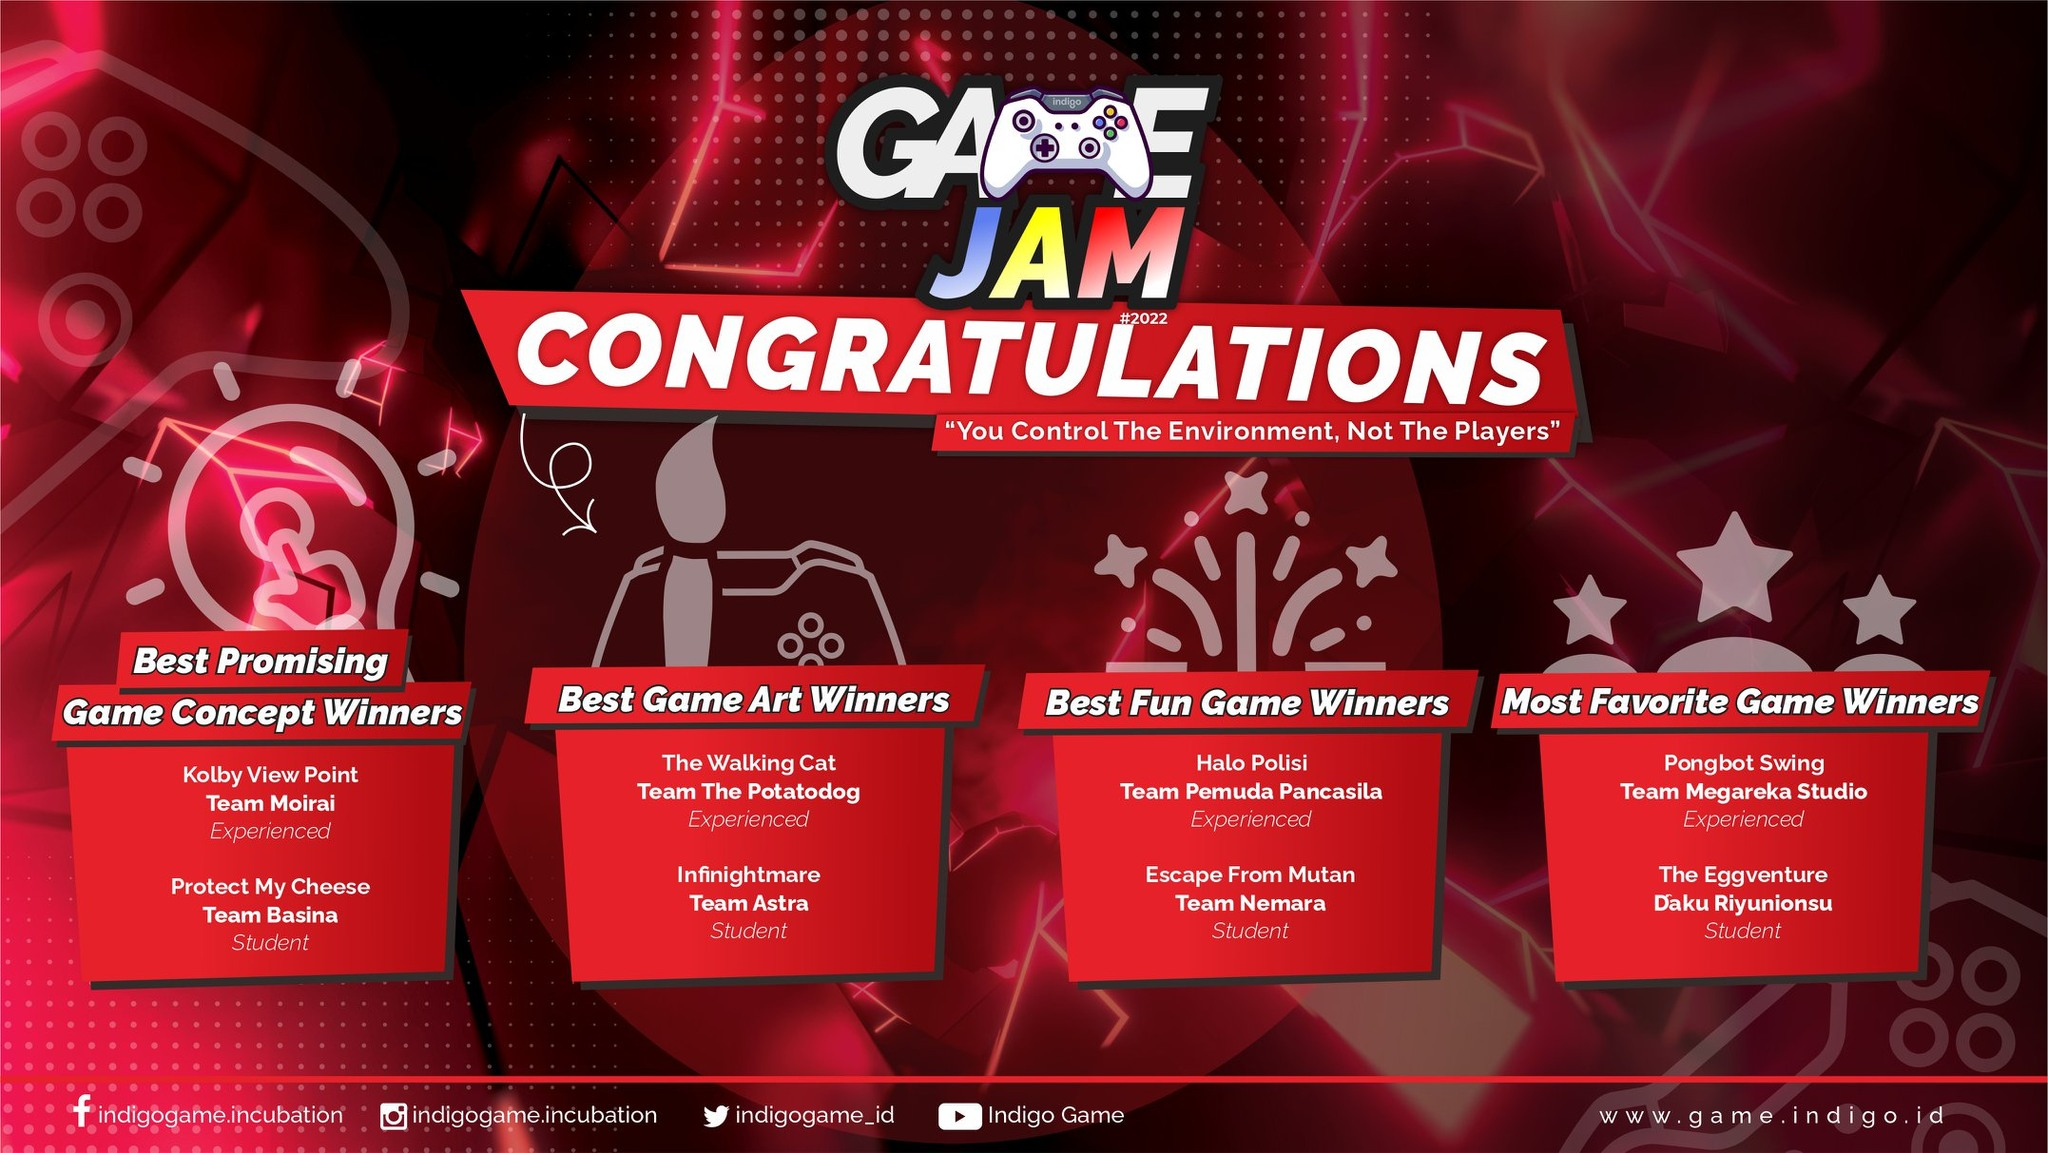 indigo
GAME
JAM
#2022
CONGRATULATIONS
“You Control The Environment, Not The Players”
Best Promising
Game Concept Winners
Kolby View Point
Team Moirai
Experienced
Protect My Cheese
Team Basina
Student
Best Game Art Winners
The Walking Cat
Team The Potatodog
Experienced
Infinightmare
Team Astra
Student
Best Fun Game Winners
Halo Polisi
Team Pemuda Pancasila
Experienced
Escape From Mutan
Team Nemara
Student
Most Favorite Game Winners
Pongbot Swing
Team Megareka Studio
Experienced
The Eggventure
Daku Riyunionsu
Student
indigogame.incubation
indigogame.incubation
indigogame_id
Indigo Game
www.game.indigo.id